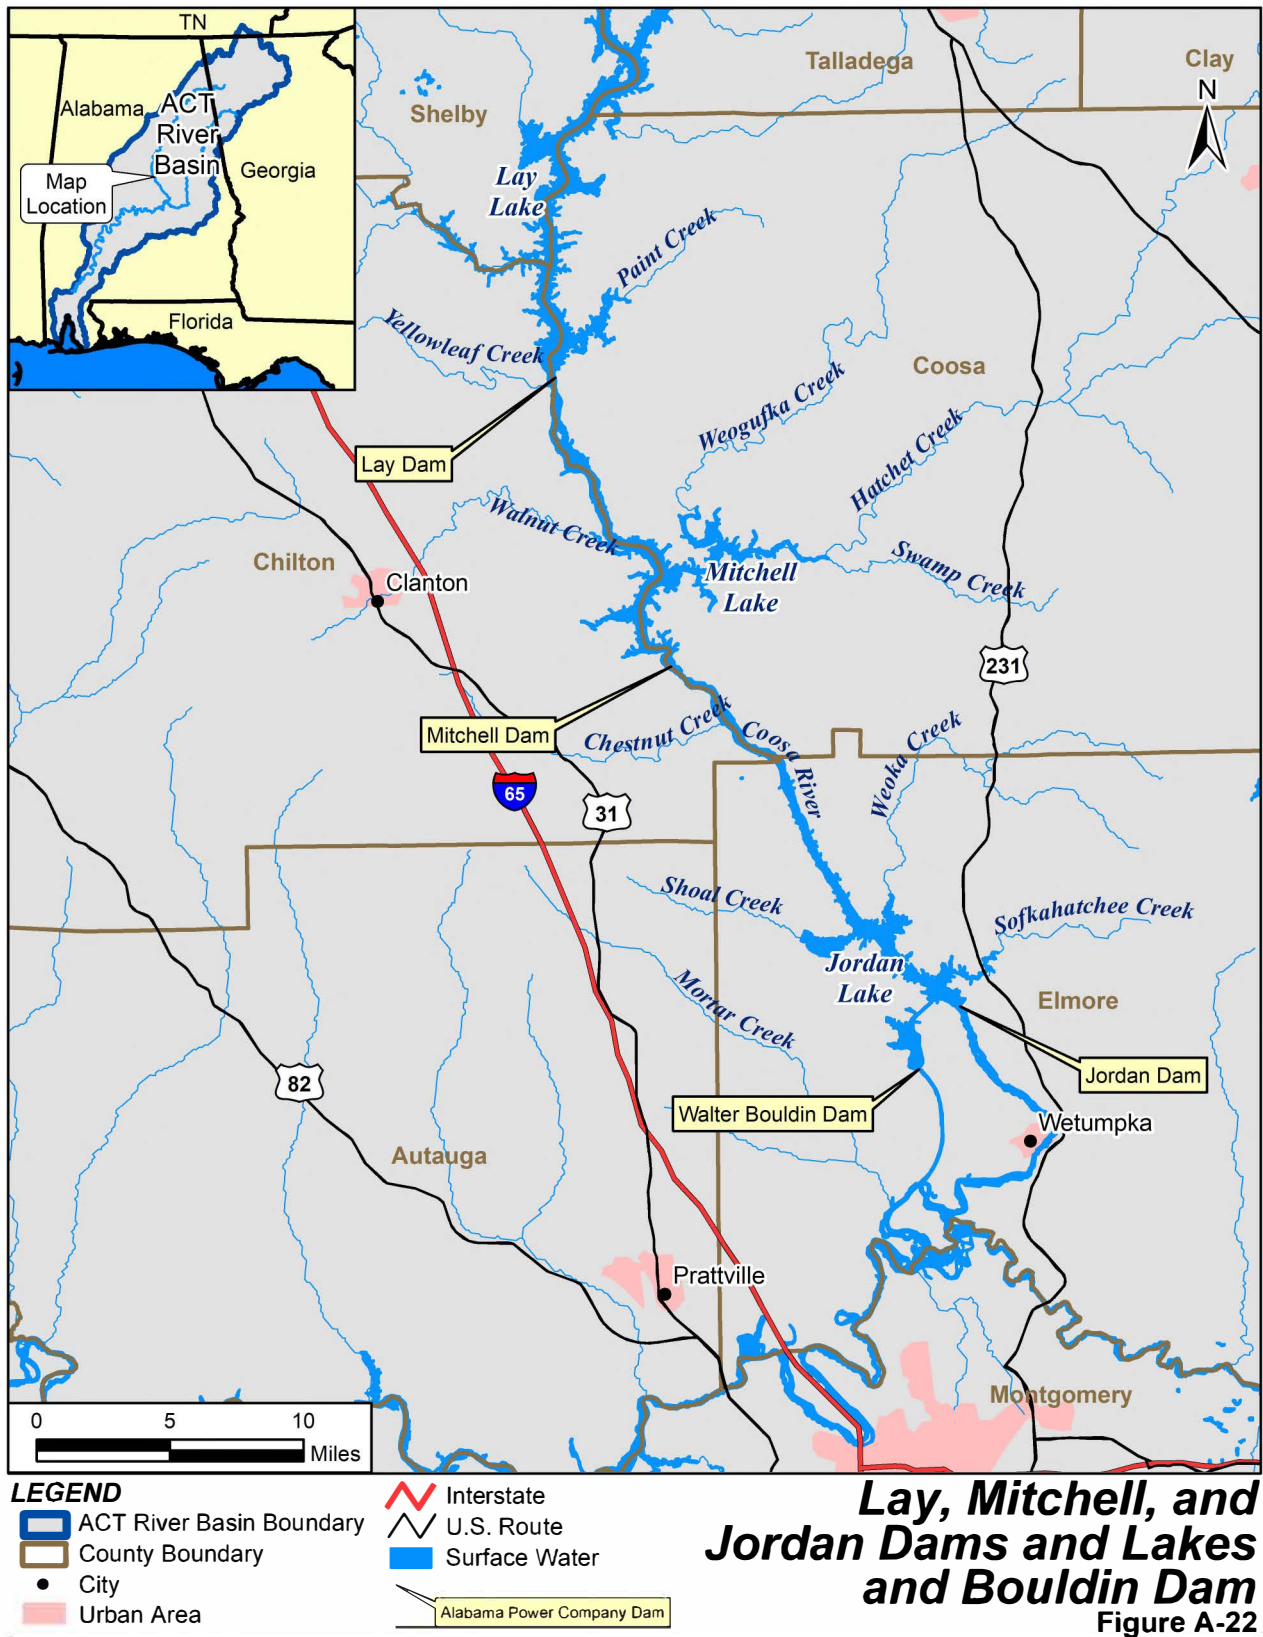 TN
Alabama
ACT
River
Basin
Georgia
Map
Location
Florida
Talladega
Clay
N
Shelby
Lay
Lake
Paint Creek
Yellowleaf Creek
Coosa
Weogufka Creek
Hatchet Creek
Lay Dam
Walnut Creek
Swamp Creek
Chilton
Clanton
Mitchell
Lake
231
Mitchell Dam
Chestnut Creek
Coosa River
Weoka Creek
65
31
Shoal Creek
Sofkahatchee Creek
Jordan
Lake
Mortar Creek
Elmore
82
Jordan Dam
Walter Bouldin Dam
Wetumpka
Autauga
Prattville
Montgomery
0 5 10
Miles
LEGEND
ACT River Basin Boundary
County Boundary
City
Urban Area
Interstate
U.S. Route
Surface Water
Alabama Power Company Dam
Lay, Mitchell, and
Jordan Dams and Lakes
and Bouldin Dam
Figure A-22